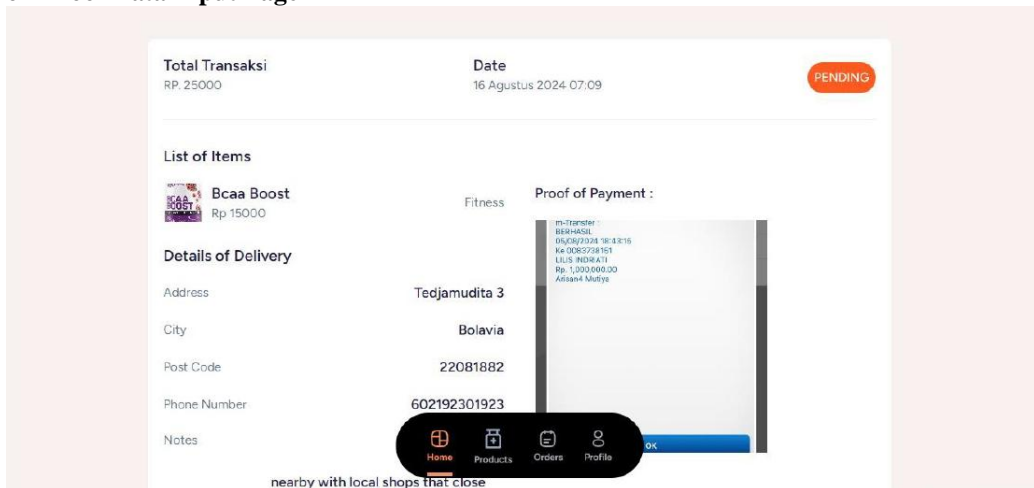 Total Transaksi
RP. 25000
Date
16 Agustus 2024 07:09
PENDING
List of Items
BCAA
BOOST
Bcaa Boost
Rp 15000
Fitness
Proof of Payment :
m-Transfer :
BERHASIL
05/08/2024 18:43:15
Ke 0083738161
LILIS INDRIATI
Rp. 1,000,000.00
Arisan4 Mutiya
OK
Details of Delivery
Address
Tedjamudita 3
City
Bolavia
Post Code
22081882
Phone Number
602192301923
Notes
nearby with local shops that close
Home
Products
Orders
Profile